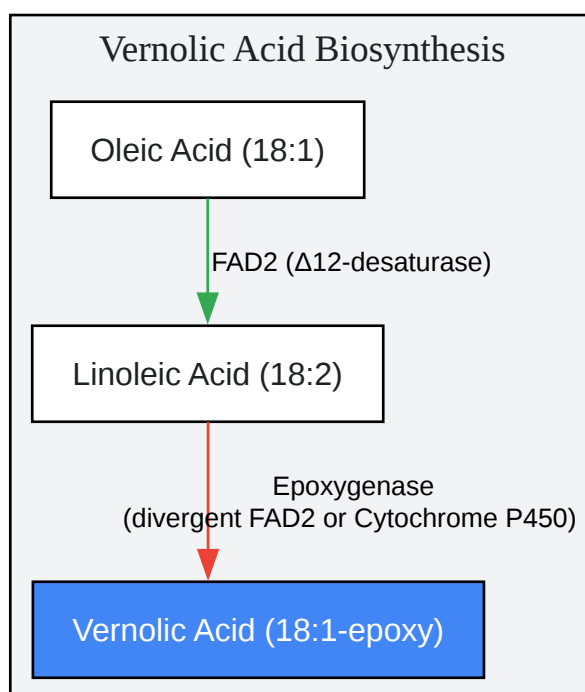 Vernolic Acid Biosynthesis
Oleic Acid (18:1)
FAD2 (Δ12-desaturase)
Linoleic Acid (18:2)
Epoxygenase
(divergent FAD2 or Cytochrome P450)
Vernolic Acid (18:1-epoxy)